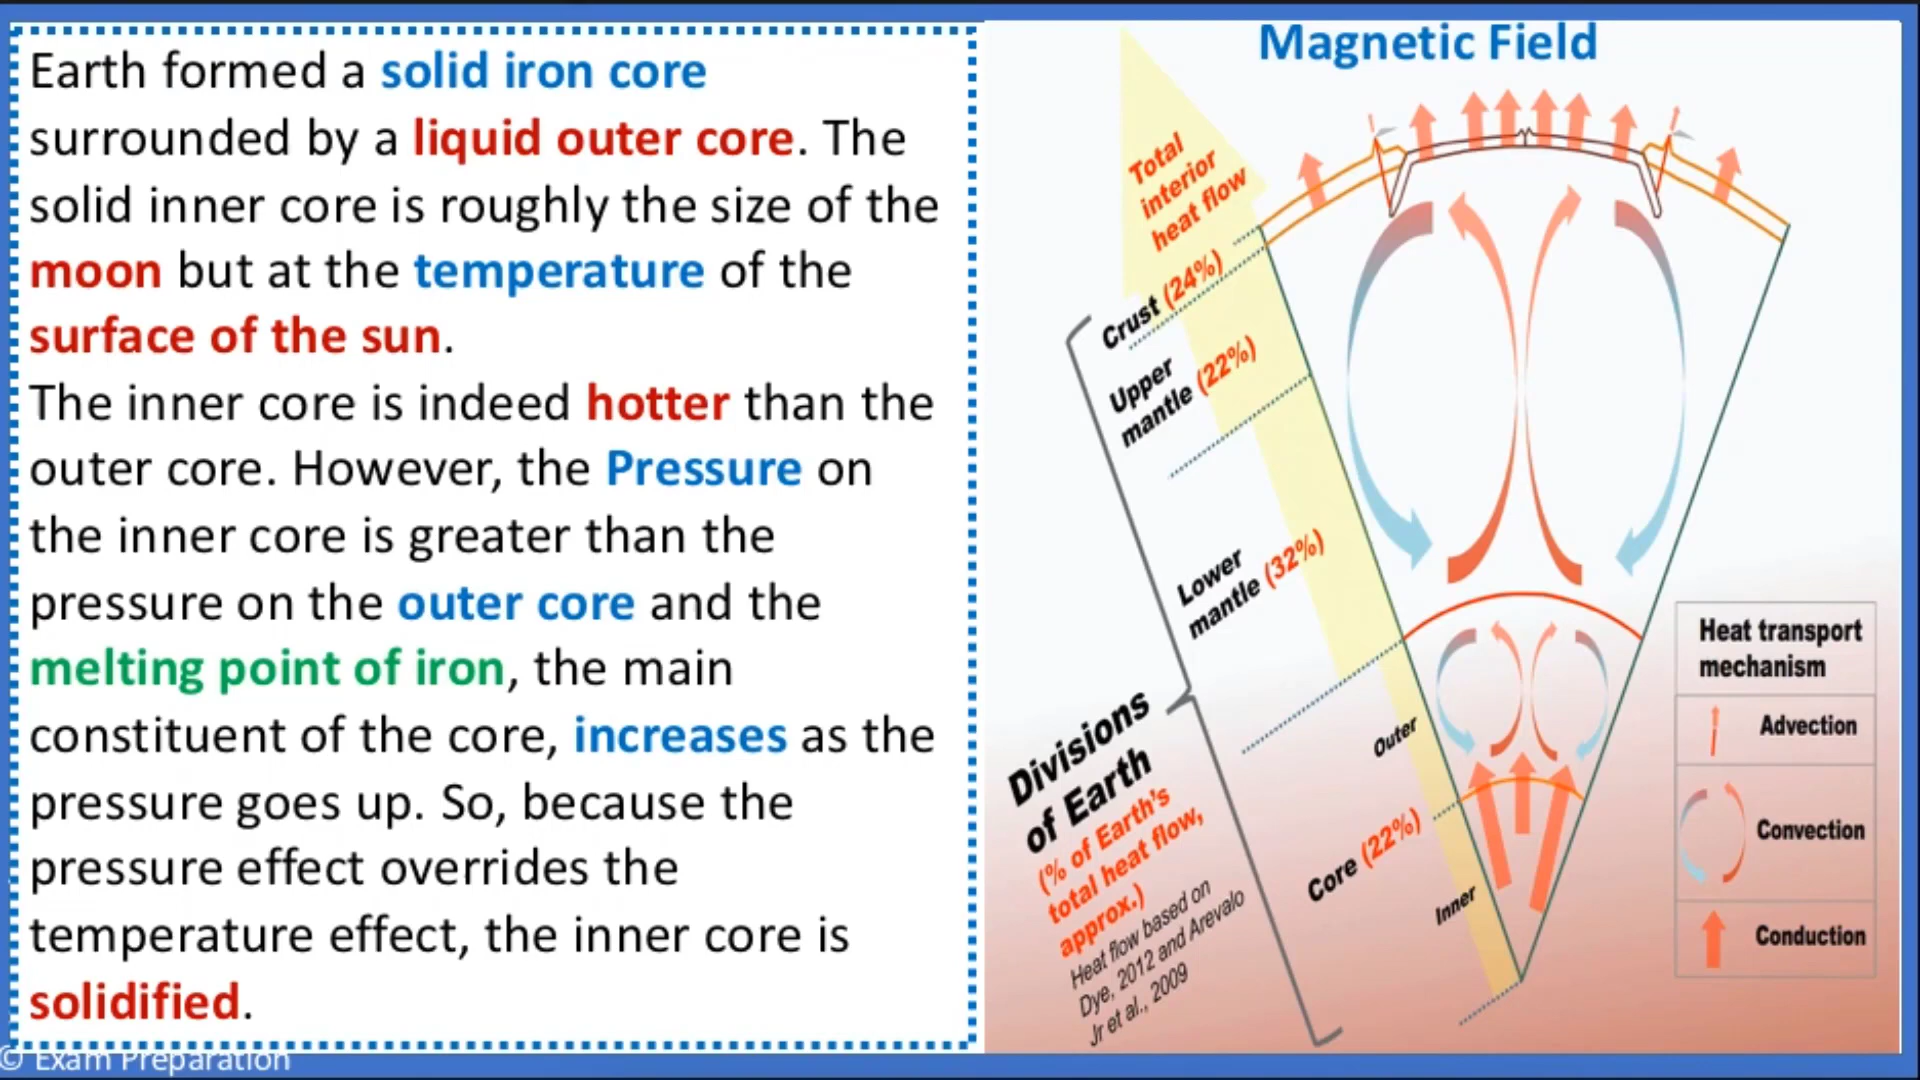 Earth formed a solid iron core
surrounded by a liquid outer core. The
solid inner core is roughly the size of the
moon but at the temperature of the
surface of the sun.
The inner core is indeed hotter than the
outer core. However, the Pressure on
the inner core is greater than the
pressure on the outer core and the
melting point of iron, the main
constituent of the core, increases as the
pressure goes up. So, because the
pressure effect overrides the
temperature effect, the inner core is
solidified.
© Exam Preparation
Magnetic Field
Total
interior
heat flow
Crust (24%)
Upper
mantle (22%)
Lower
mantle (32%)
Outer
Core (22%)
Inner
Divisions
of Earth
(% of Earth's
total heat flow,
approx.)
Heat flow based on
Dye, 2012 and Arevalo
Jr et al., 2009
Heat transport
mechanism
Advection
Convection
Conduction